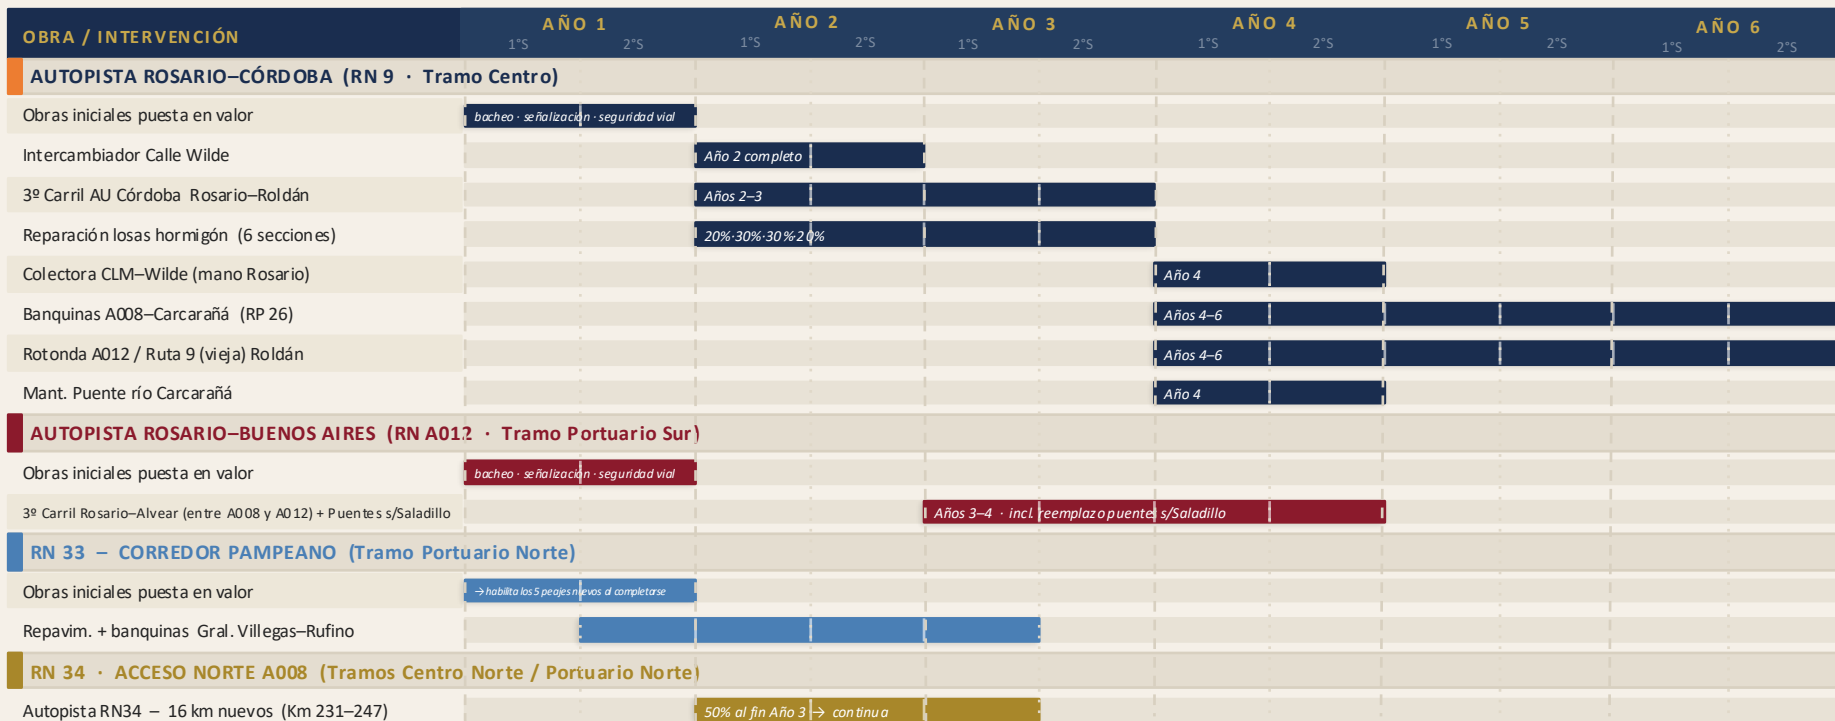 OBRA / INTERVENCIÓN AÑO 1 AÑO 2 AÑO 3 AÑO 4 AÑO 5 AÑO 6
1°S 2°S 1°S 2°S 1°S 2°S 1°S 2°S 1°S 2°S 1°S 2°S
AUTOPISTA ROSARIO–CÓRDOBA (RN 9 · Tramo Centro)
Obras iniciales puesta en valor bacheo · señalización · seguridad vial
Intercambiador Calle Wilde Año 2 completo
3º Carril AU Córdoba Rosario–Roldán Años 2–3
Reparación losas hormigón (6 secciones) 20%·30%·30%·20%
Colectora CLM–Wilde (mano Rosario) Año 4
Banquinas A008–Carcarañá (RP 26) Años 4–6
Rotonda A012 / Ruta 9 (vieja) Roldán Años 4–6
Mant. Puente río Carcarañá Año 4
AUTOPISTA ROSARIO–BUENOS AIRES (RN A012 · Tramo Portuario Sur)
Obras iniciales puesta en valor bacheo · señalización · seguridad vial
3º Carril Rosario–Alvear (entre A008 y A012) + Puentes s/Saladillo Años 3–4 · incl. reemplazo puentes s/Saladillo
RN 33 – CORREDOR PAMPEANO (Tramo Portuario Norte)
Obras iniciales puesta en valor → habilita los 5 peajes nuevos al completarse
Repavim. + banquinas Gral. Villegas–Rufino
RN 34 · ACCESO NORTE A008 (Tramos Centro Norte / Portuario Norte)
Autopista RN34 – 16 km nuevos (Km 231–247) 50% al fin Año 3 → continua